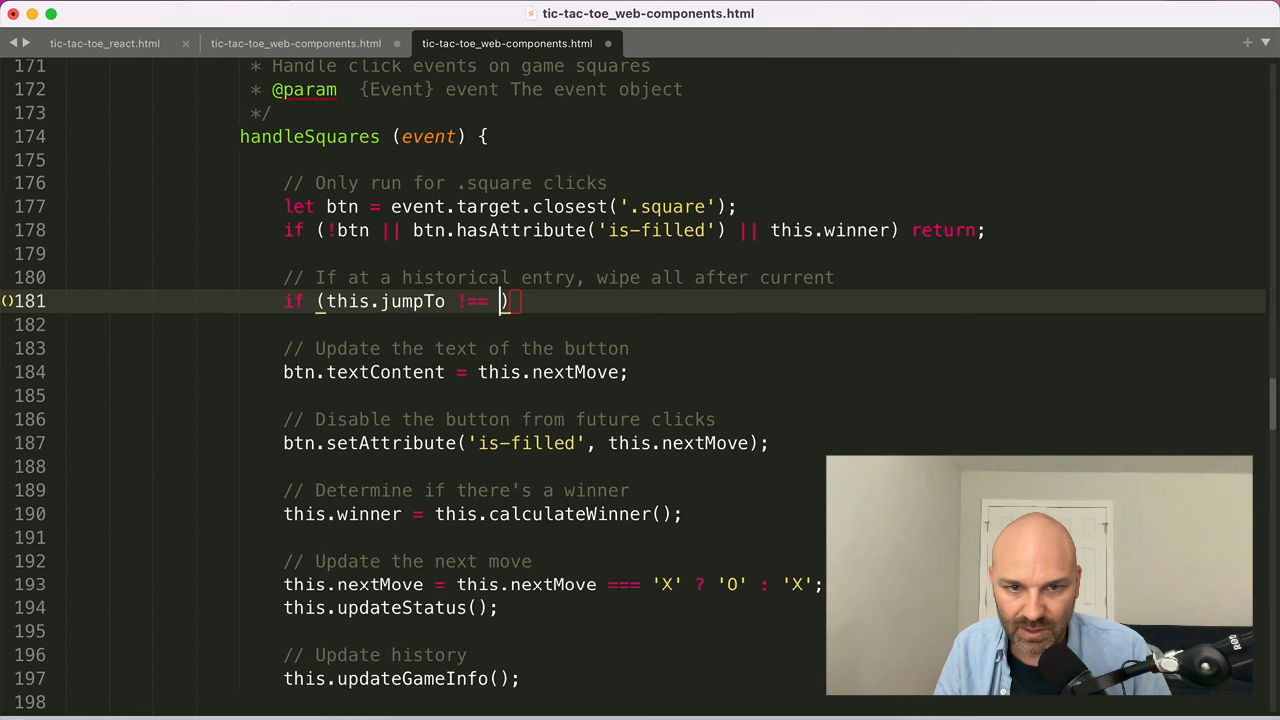 tic-tac-toe_web-components.html
tic-tac-toe_react.html
tic-tac-toe_web-components.html
tic-tac-toe_web-components.html
171 * Handle click events on game squares
172 * @param {Event} event The event object
173 */
174 handleSquares (event) {
175
176 // Only run for .square clicks
177 let btn = event.target.closest('.square');
178 if (!btn || btn.hasAttribute('is-filled') || this.winner) return;
179
180 // If at a historical entry, wipe all after current
181 if (this.jumpTo !== )
182
183 // Update the text of the button
184 btn.textContent = this.nextMove;
185
186 // Disable the button from future clicks
187 btn.setAttribute('is-filled', this.nextMove);
188
189 // Determine if there's a winner
190 this.winner = this.calculateWinner();
191
192 // Update the next move
193 this.nextMove = this.nextMove === 'X' ? 'O' : 'X';
194 this.updateStatus();
195
196 // Update history
197 this.updateGameInfo();
198